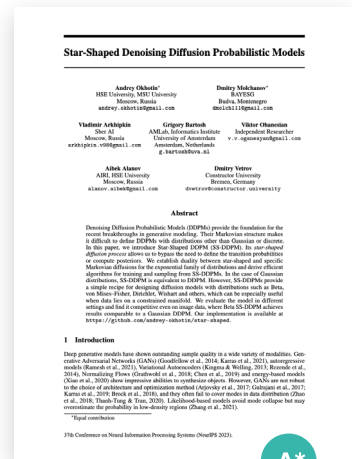 Star-Shaped Denoising Diffusion Probabilistic Models
Andrey Okhotin*
HSE University, MSU University
Moscow, Russia
andrey.okhotin@gmail.com
Dmitry Molchanov*
BAYESG
Budva, Montenegro
dmolch111@gmail.com
Vladimir Arkhipkin
Sber AI
Moscow, Russia
arkhipkin.v98@gmail.com
Grigory Bartosh
AMLab, Informatics Institute
University of Amsterdam
Amsterdam, Netherlands
g.bartosh@uva.nl
Viktor Ohanesian
Independent Researcher
v.v.oganesyan@gmail.com
Aibek Alanov
AIRI, HSE University
Moscow, Russia
alanov.aibek@gmail.com
Dmitry Vetrov
Constructor University
Bremen, Germany
dvetrov@constructor.university
Abstract
Denoising Diffusion Probabilistic Models (DDPMs) provide the foundation for the
recent breakthroughs in generative modeling. Their Markovian structure makes
it difficult to define DDPMs with distributions other than Gaussian or discrete.
In this paper, we introduce Star-Shaped DDPM (SS-DDPM). Its star-shaped
diffusion process allows us to bypass the need to define the transition probabilities
or compute posteriors. We establish duality between star-shaped and specific
Markovian diffusions for the exponential family of distributions and derive efficient
algorithms for training and sampling from SS-DDPMs. In the case of Gaussian
distributions, SS-DDPM is equivalent to DDPM. However, SS-DDPMs provide
a simple recipe for designing diffusion models with distributions such as Beta,
von Mises–Fisher, Dirichlet, Wishart and others, which can be especially useful
when data lies on a constrained manifold. We evaluate the model in different
settings and find it competitive even on image data, where Beta SS-DDPM achieves
results comparable to a Gaussian DDPM. Our implementation is available at
https://github.com/andrey-okhotin/star-shaped.
1 Introduction
Deep generative models have shown outstanding sample quality in a wide variety of modalities. Gen-
erative Adversarial Networks (GANs) (Goodfellow et al., 2014; Karras et al., 2021), autoregressive
models (Ramesh et al., 2021), Variational Autoencoders (Kingma & Welling, 2013; Rezende et al.,
2014), Normalizing Flows (Grathwohl et al., 2018; Chen et al., 2019) and energy-based models
(Xiao et al., 2020) show impressive abilities to synthesize objects. However, GANs are not robust
to the choice of architecture and optimization method (Arjovsky et al., 2017; Gulrajani et al., 2017;
Karras et al., 2019; Brock et al., 2018), and they often fail to cover modes in data distribution (Zhao
et al., 2018; Thanh-Tung & Tran, 2020). Likelihood-based models avoid mode collapse but may
overestimate the probability in low-density regions (Zhang et al., 2021).
*Equal contribution
37th Conference on Neural Information Processing Systems (NeurIPS 2023).
A*